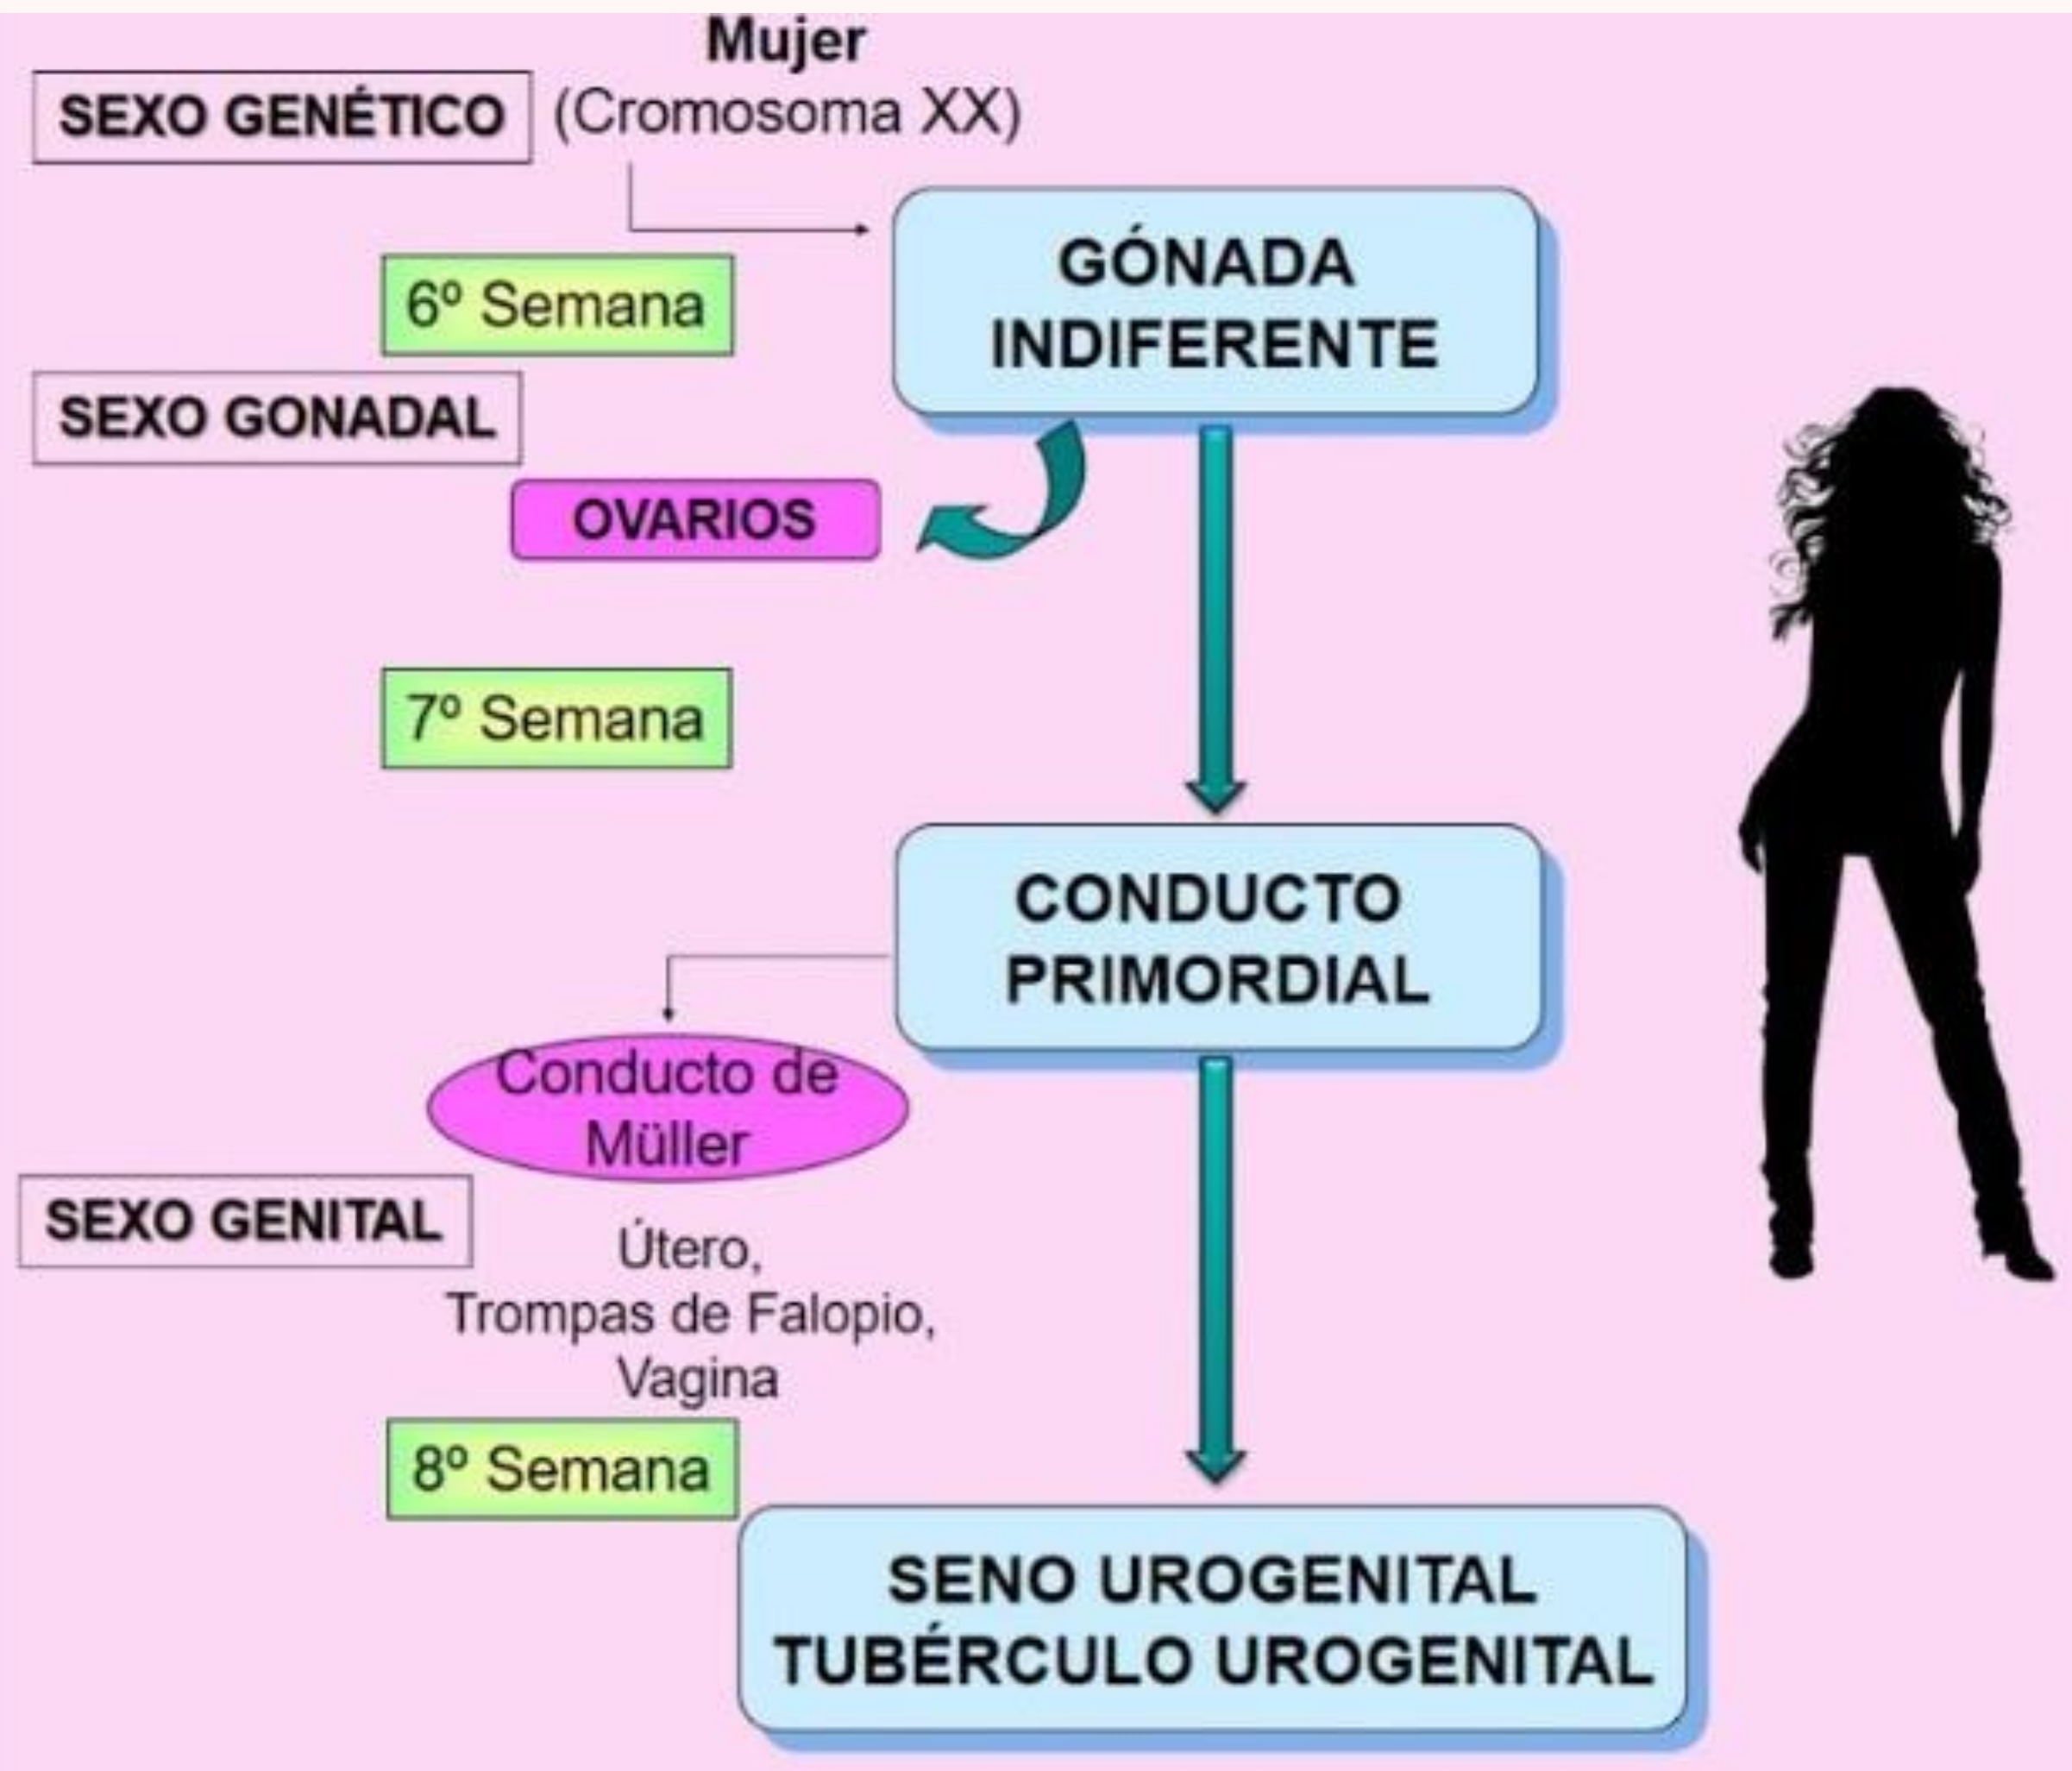 Mujer
SEXO GENÉTICO
(Cromosoma XX)
GÓNADA
INDIFERENTE
6º Semana
SEXO GONADAL
OVARIOS
7º Semana
CONDUCTO
PRIMORDIAL
Conducto de
Müller
SEXO GENITAL
Útero,
Trompas de Falopio,
Vagina
8º Semana
SENO UROGENITAL
TUBÉRCULO UROGENITAL